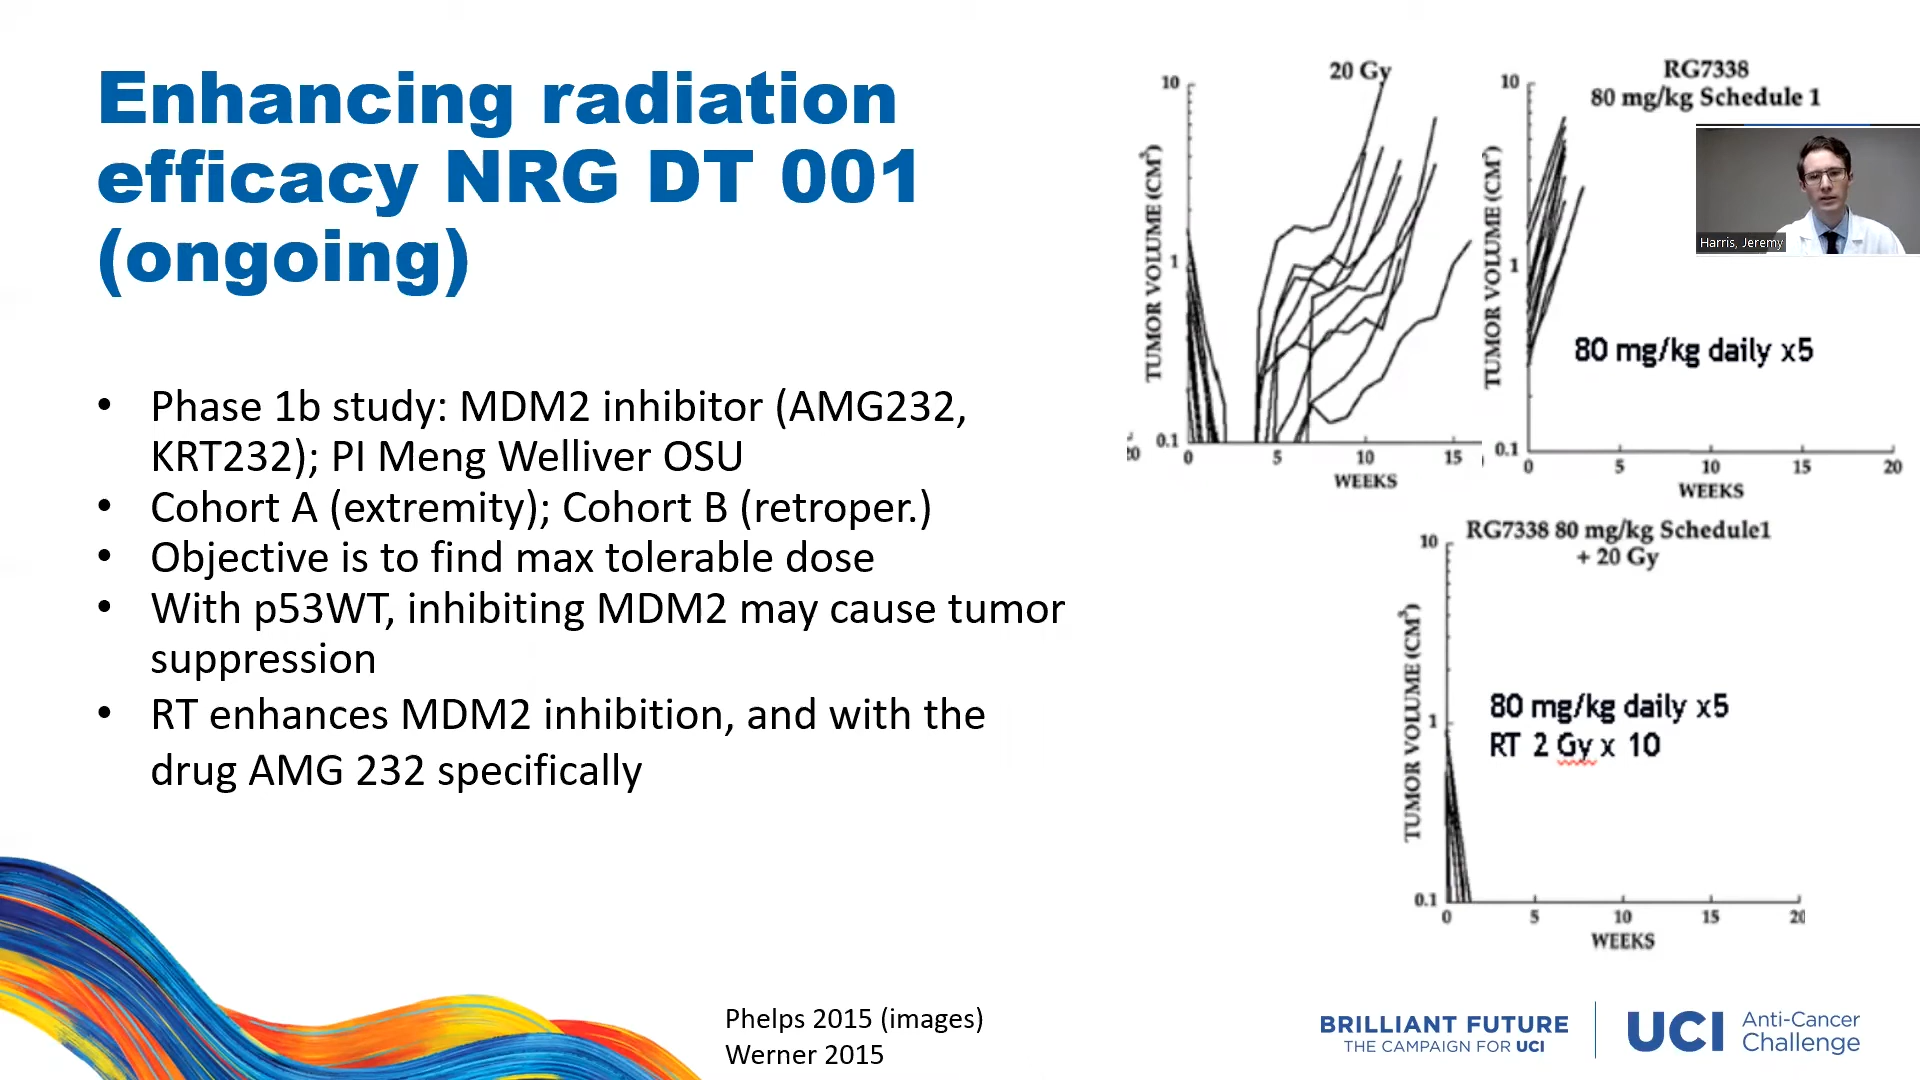 Enhancing radiation
efficacy NRG DT 001
(ongoing)
• Phase 1b study: MDM2 inhibitor (AMG232,
KRT232); PI Meng Welliver OSU
• Cohort A (extremity); Cohort B (retroper.)
• Objective is to find max tolerable dose
• With p53WT, inhibiting MDM2 may cause tumor
suppression
• RT enhances MDM2 inhibition, and with the
drug AMG 232 specifically
20 Gy
10
1
0.1
TUMOR VOLUME (CM³)
20
0 5 10 15
WEEKS
RG7338
80 mg/kg Schedule 1
10
1
0.1
TUMOR VOLUME (CM³)
80 mg/kg daily x5
0 5 10 15 20
WEEKS
Harris, Jeremy
RG7338 80 mg/kg Schedule1
+ 20 Gy
10
1
0.1
TUMOR VOLUME (CM³)
80 mg/kg daily x5
RT 2 Gy x 10
0 5 10 15 20
WEEKS
Phelps 2015 (images)
Werner 2015
BRILLIANT FUTURE
THE CAMPAIGN FOR UCI
UCI
Anti-Cancer
Challenge